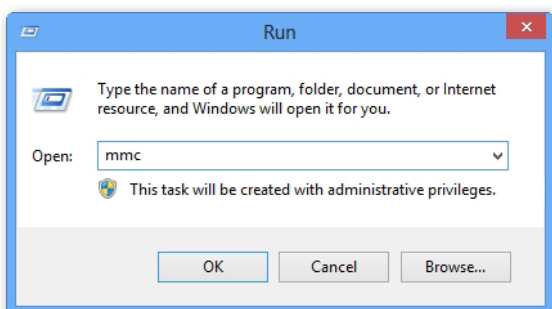 Run
Type the name of a program, folder, document, or Internet
resource, and Windows will open it for you.
Open: mmc
This task will be created with administrative privileges.
OK Cancel Browse...